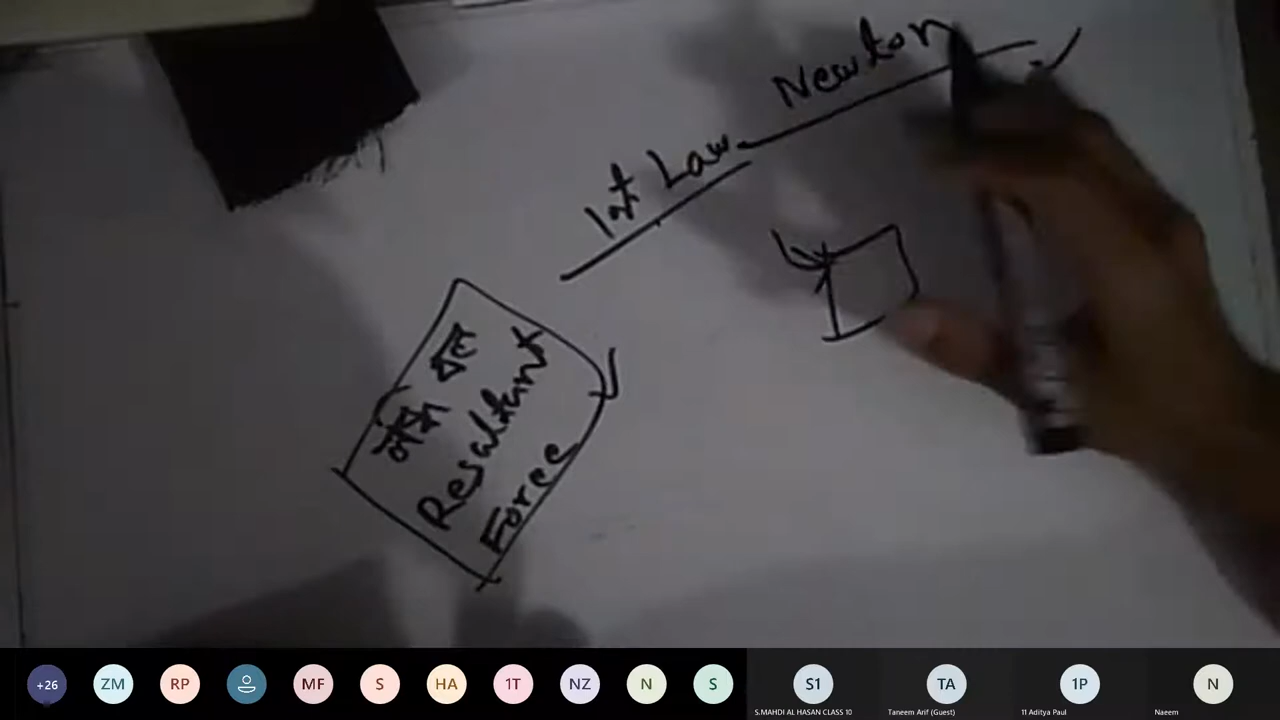 1st Law Newton
লব্ধি বল
Resultant
Force
+26
ZM
RP
MF
S
HA
1T
NZ
N
S
S1
TA
1P
N
S.MAHDI AL HASAN CLASS 10
Taneem Arif (Guest)
11 Aditya Paul
Naeem